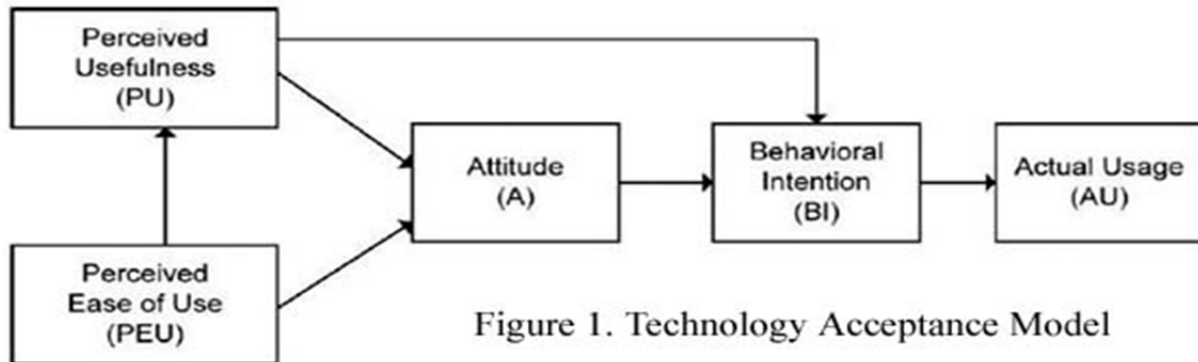 Perceived
Usefulness
(PU)
Attitude
(A)
Behavioral
Intention
(BI)
Actual Usage
(AU)
Perceived
Ease of Use
(PEU)
Figure 1. Technology Acceptance Model